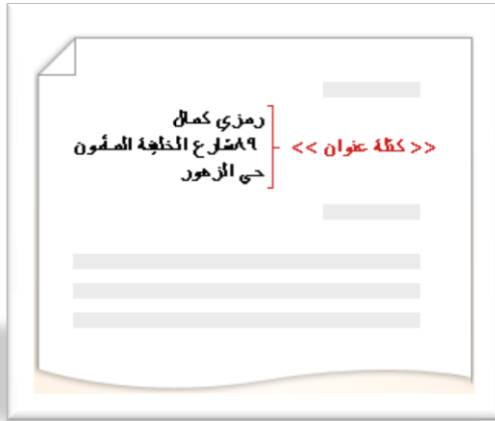 رمزي كمال
٨٩شارع الخليفة المأمون
حي الزهور
<< كتلة عنوان >>